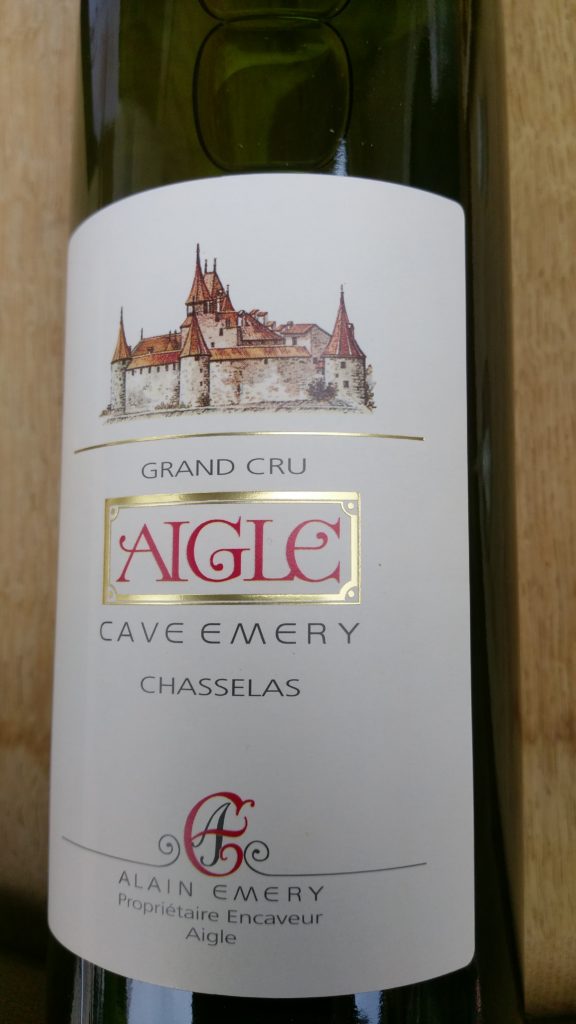 GRAND CRU
AIGLE
CAVE EMERY
CHASSELAS
AE
ALAIN EMERY
Propriétaire Encaveur
Aigle